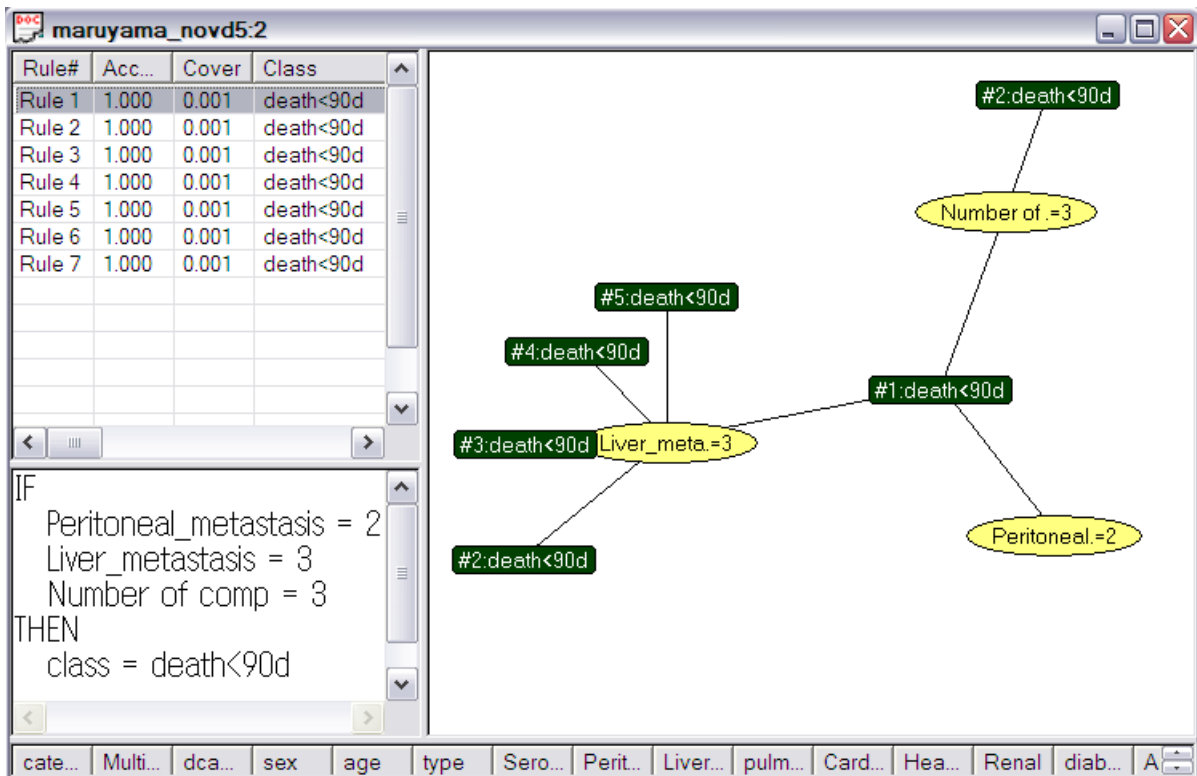 maruyama_novd5:2
Rule# Acc... Cover Class
Rule 1 1.000 0.001 death<90d
Rule 2 1.000 0.001 death<90d
Rule 3 1.000 0.001 death<90d
Rule 4 1.000 0.001 death<90d
Rule 5 1.000 0.001 death<90d
Rule 6 1.000 0.001 death<90d
Rule 7 1.000 0.001 death<90d
IF
Peritoneal_metastasis = 2
Liver_metastasis = 3
Number of comp = 3
THEN
class = death<90d
#2:death<90d
Number of .=3
#5:death<90d
#4:death<90d
#1:death<90d
#3:death<90d
Liver_meta.=3
Peritoneal.=2
#2:death<90d
cate... Multi... dca... sex age type Sero... Perit... Liver... pulm... Card... Hea... Renal diab... A